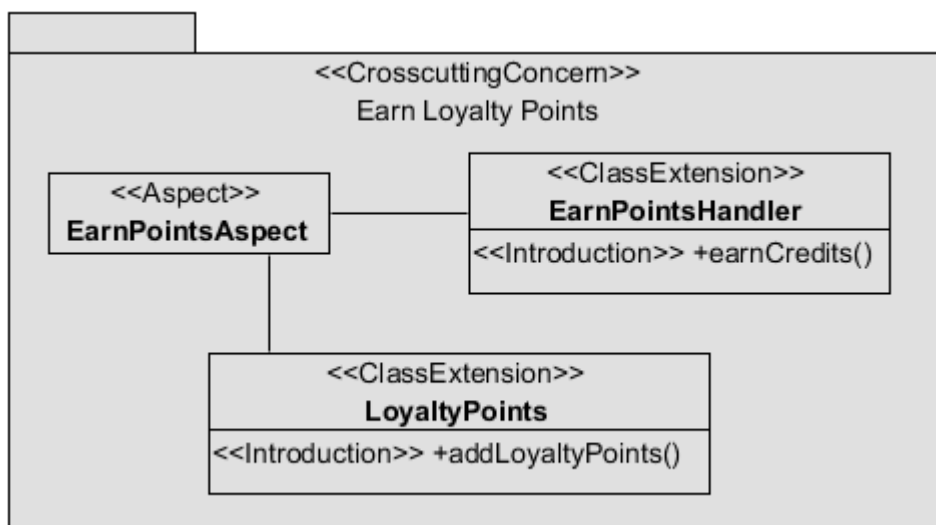 <<CrosscuttingConcern>>
Earn Loyalty Points
<<Aspect>>
EarnPointsAspect
<<ClassExtension>>
EarnPointsHandler
<<Introduction>> +earnCredits()
<<ClassExtension>>
LoyaltyPoints
<<Introduction>> +addLoyaltyPoints()